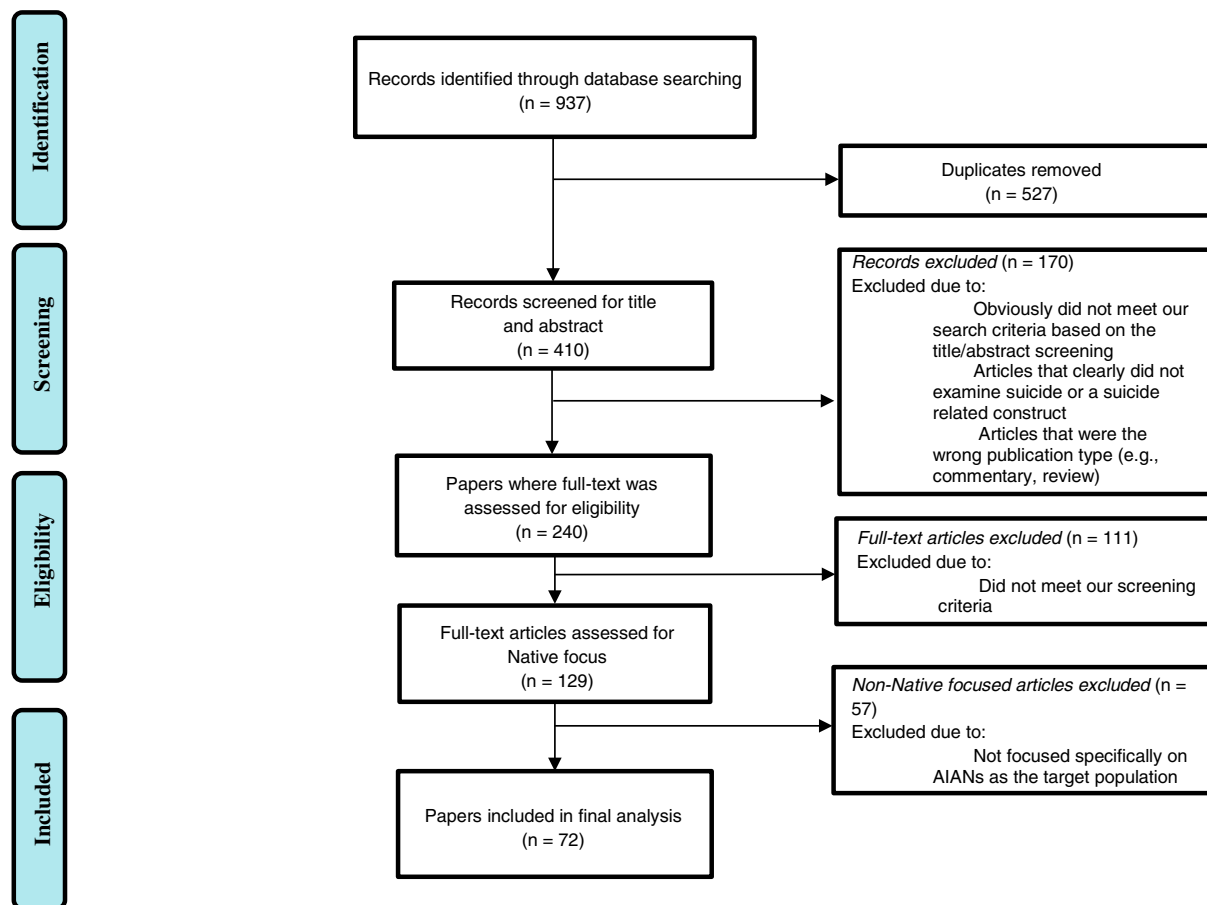 Identification
Records identified through database searching
(n = 937)
Duplicates removed
(n = 527)
Screening
Records screened for title
and abstract
(n = 410)
Records excluded (n = 170)
Excluded due to:
Obviously did not meet our
search criteria based on the
title/abstract screening
Articles that clearly did not
examine suicide or a suicide
related construct
Articles that were the
wrong publication type (e.g.,
commentary, review)
Eligibility
Papers where full-text was
assessed for eligibility
(n = 240)
Full-text articles excluded (n = 111)
Excluded due to:
Did not meet our screening
criteria
Full-text articles assessed for
Native focus
(n = 129)
Non-Native focused articles excluded (n =
57)
Excluded due to:
Not focused specifically on
AIANs as the target population
Included
Papers included in final analysis
(n = 72)